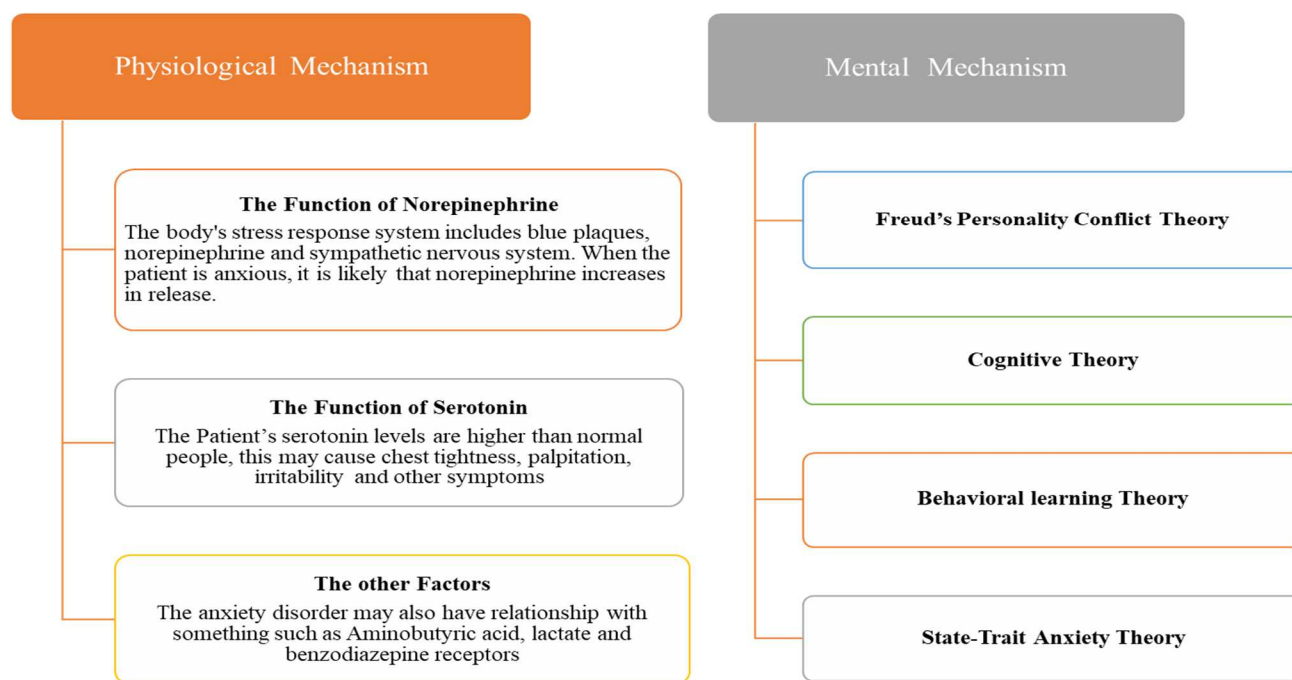 Physiological Mechanism
The Function of Norepinephrine
The body's stress response system includes blue plaques,
norepinephrine and sympathetic nervous system. When the
patient is anxious, it is likely that norepinephrine increases
in release.
The Function of Serotonin
The Patient’s serotonin levels are higher than normal
people, this may cause chest tightness, palpitation,
irritability and other symptoms
The other Factors
The anxiety disorder may also have relationship with
something such as Aminobutyric acid, lactate and
benzodiazepine receptors
Mental Mechanism
Freud’s Personality Conflict Theory
Cognitive Theory
Behavioral learning Theory
State-Trait Anxiety Theory